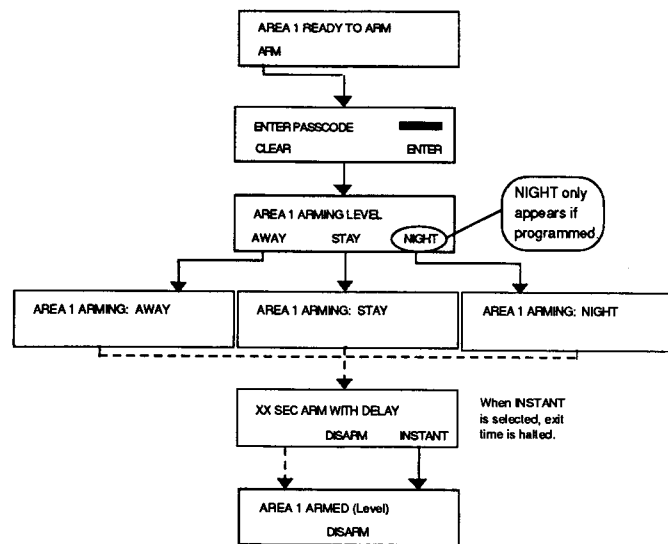 AREA 1 READY TO ARM
ARM
ENTER PASSCODE
CLEAR ENTER
NIGHT only
appears if
programmed.
AREA 1 ARMING LEVEL
AWAY STAY NIGHT
AREA 1 ARMING: AWAY
AREA 1 ARMING: STAY
AREA 1 ARMING: NIGHT
XX SEC ARM WITH DELAY
DISARM INSTANT
When INSTANT
is selected, exit
time is halted.
AREA 1 ARMED (Level)
DISARM